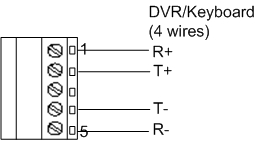 DVR/Keyboard
(4 wires)
1
R+
T+
T-
5
R-